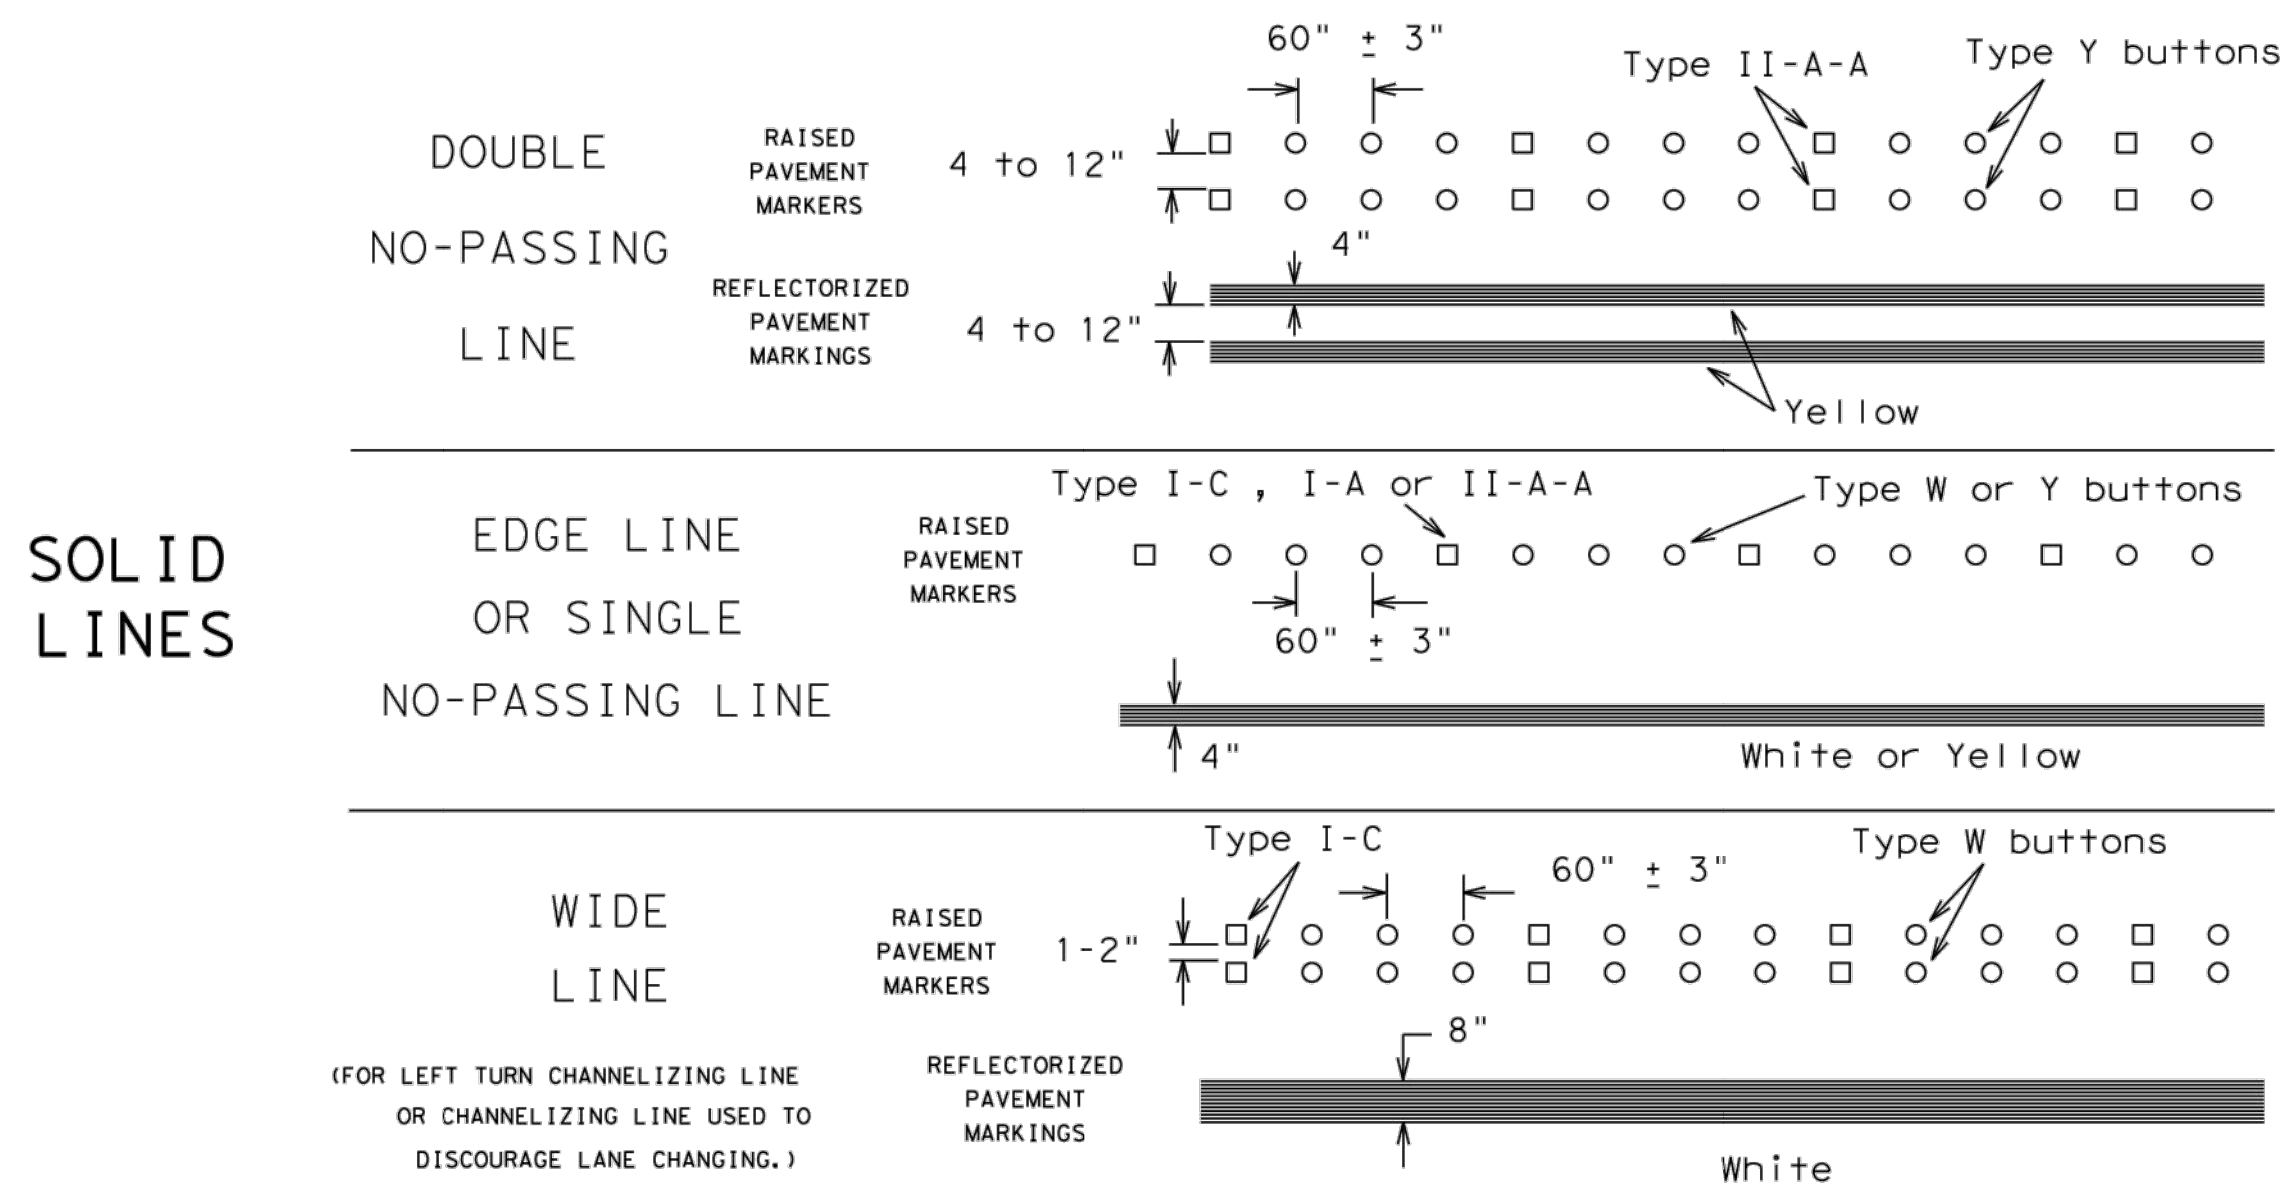 SOLID
LINES
DOUBLE
NO-PASSING
LINE
RAISED
PAVEMENT
MARKERS
4 to 12"
60" ± 3"
Type II-A-A
Type Y buttons
REFLECTORIZED
PAVEMENT
MARKINGS
4 to 12"
4"
Yellow
EDGE LINE
OR SINGLE
NO-PASSING LINE
RAISED
PAVEMENT
MARKERS
Type I-C , I-A or II-A-A
Type W or Y buttons
60" ± 3"
4"
White or Yellow
WIDE
LINE
(FOR LEFT TURN CHANNELIZING LINE
OR CHANNELIZING LINE USED TO
DISCOURAGE LANE CHANGING.)
RAISED
PAVEMENT
MARKERS
1-2"
Type I-C
60" ± 3"
Type W buttons
REFLECTORIZED
PAVEMENT
MARKINGS
8"
White